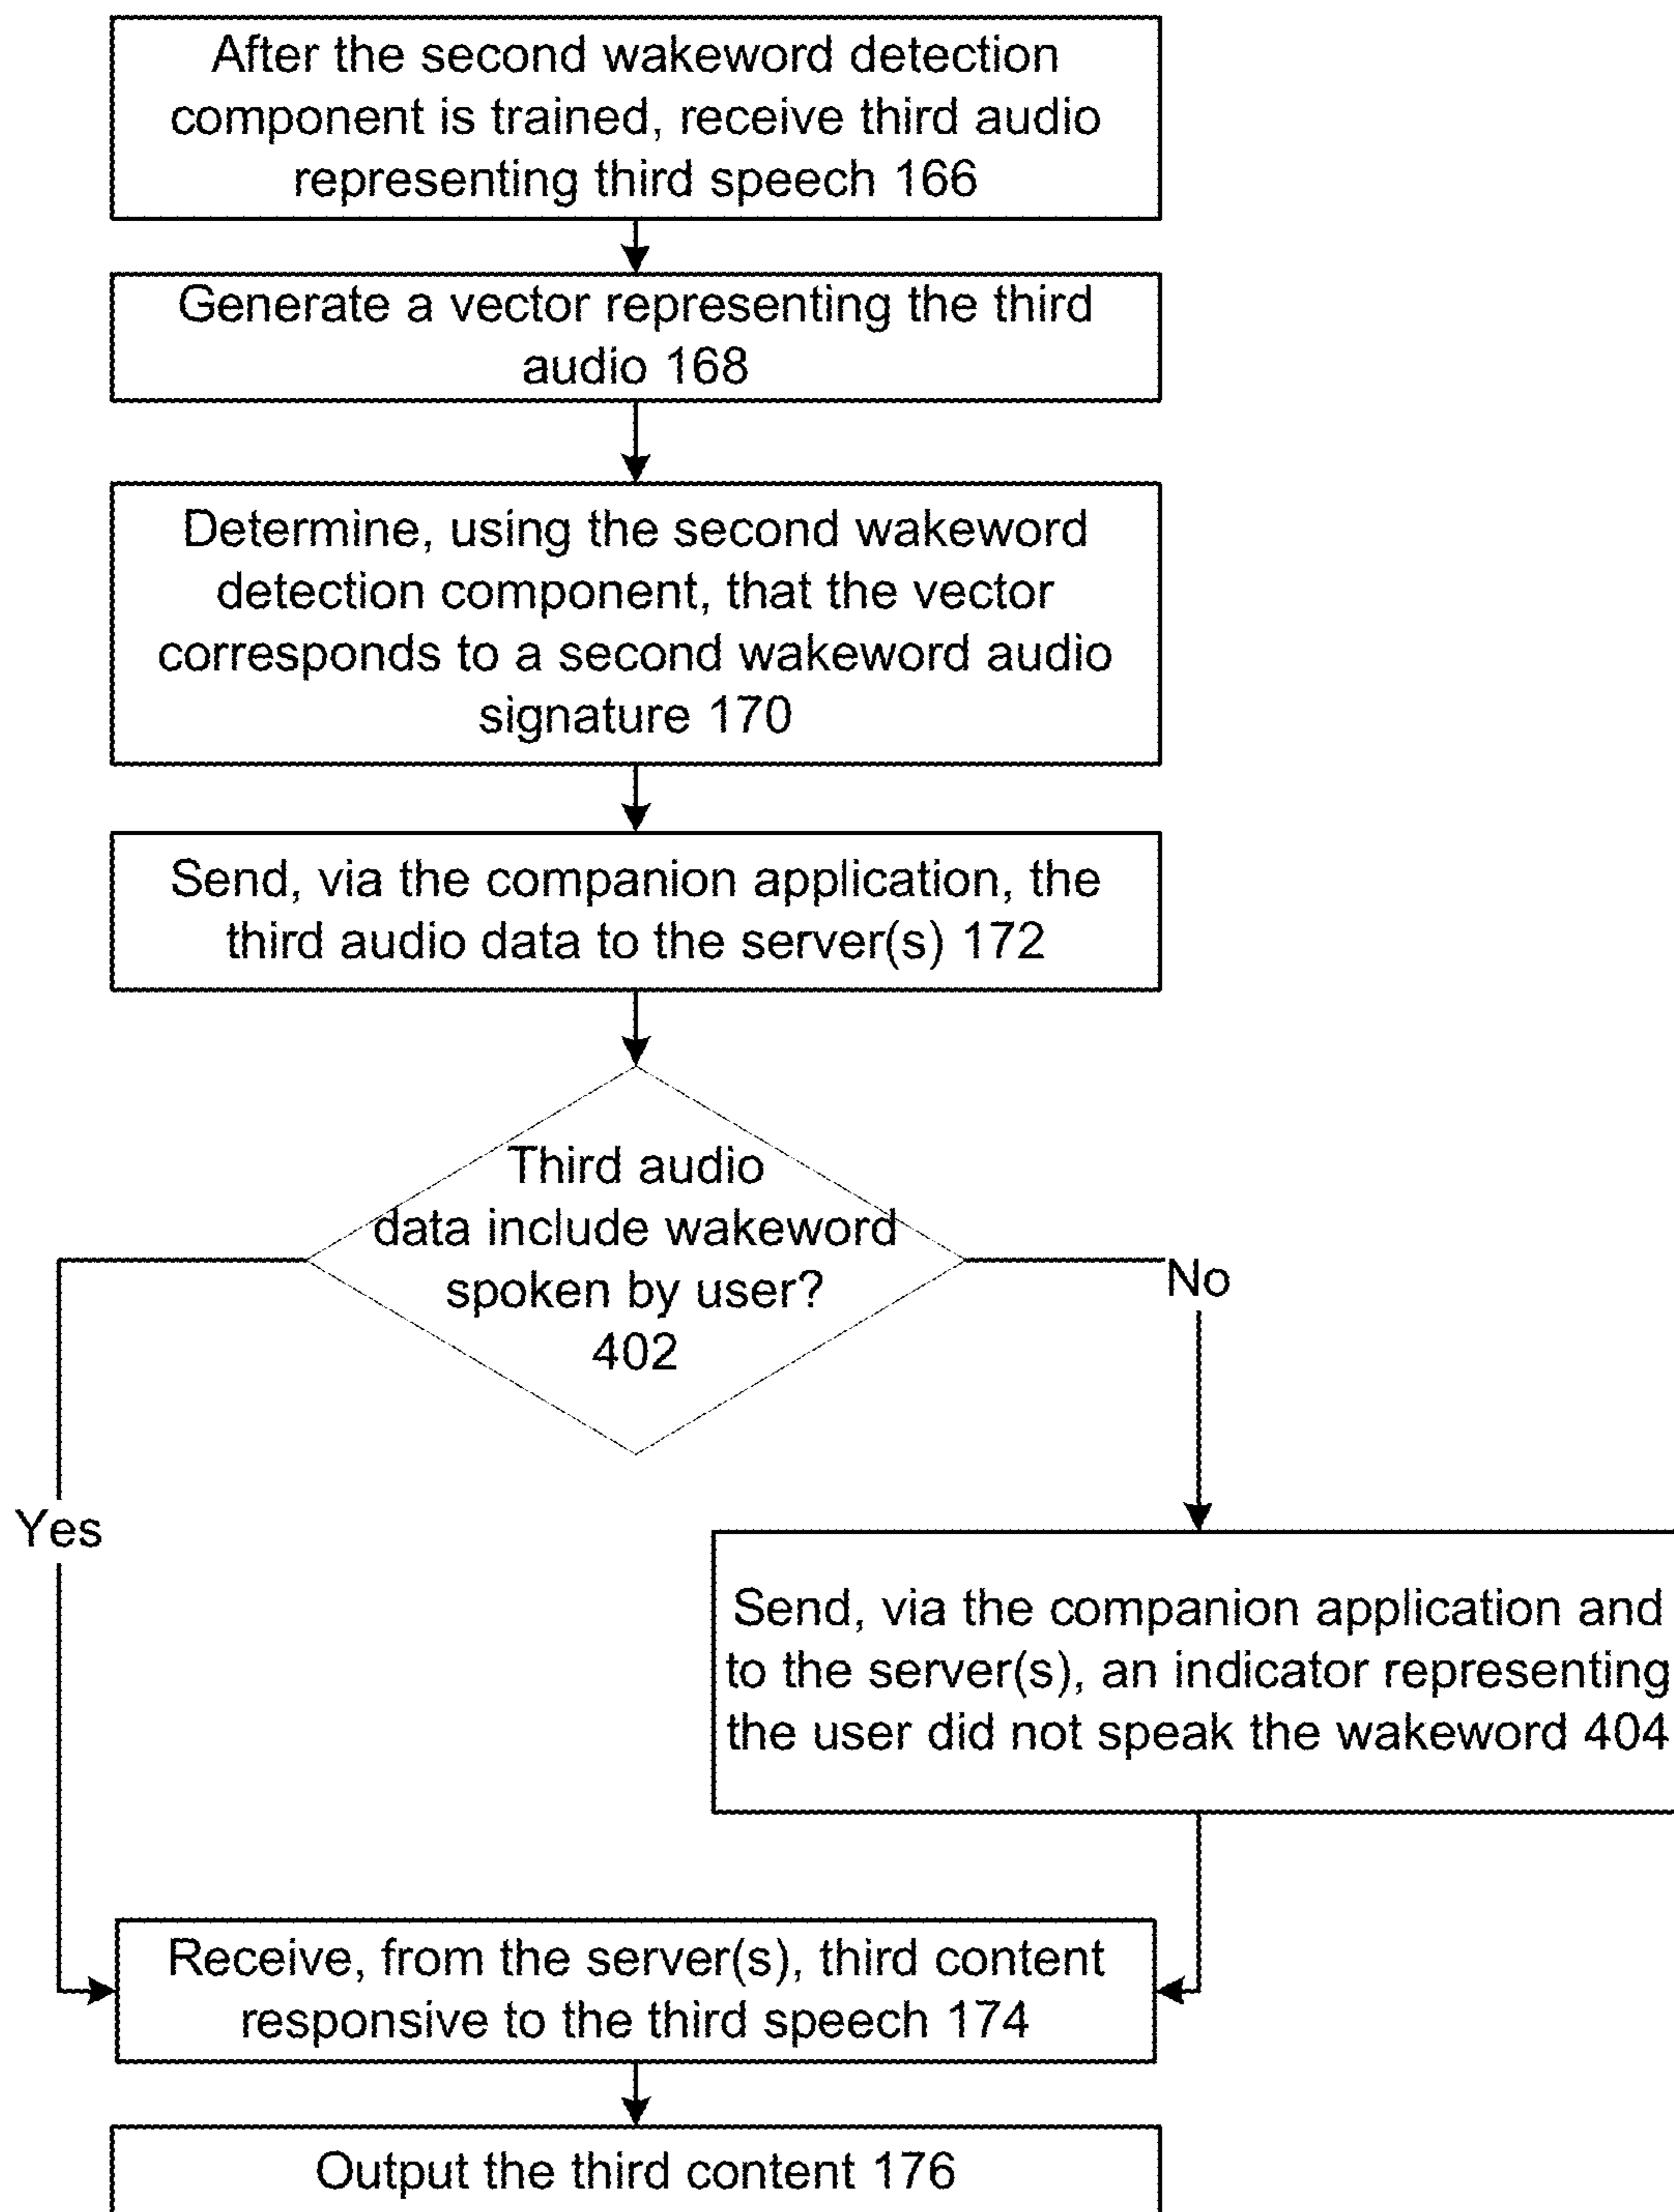 After the second wakeword detection
component is trained, receive third audio
representing third speech 166
Generate a vector representing the third
audio 168
Determine, using the second wakeword
detection component, that the vector
corresponds to a second wakeword audio
signature 170
Send, via the companion application, the
third audio data to the server(s) 172
Third audio
data include wakeword
spoken by user?
402
No
Yes
Send, via the companion application and
to the server(s), an indicator representing
the user did not speak the wakeword 404
Receive, from the server(s), third content
responsive to the third speech 174
Output the third content 176